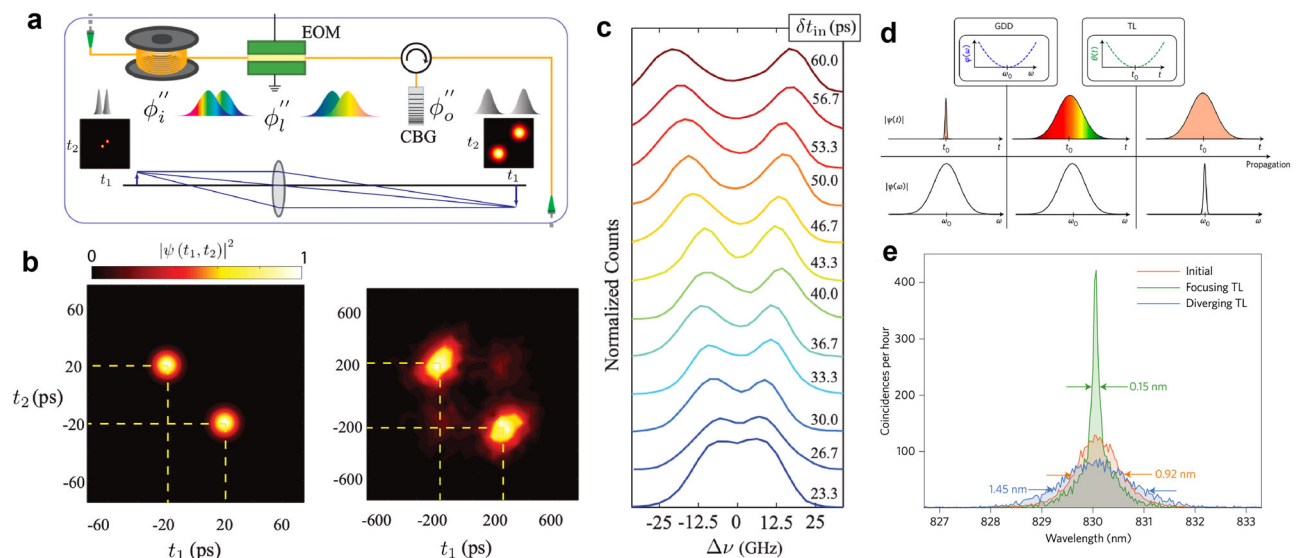 a
EOM
ϕ''ᵢ
ϕ''ₗ
ϕ''ₒ
CBG
t₂
t₁
t₂
t₁
b
0
|ψ (t₁, t₂)|²
1
60
20
-20
-60
t₂ (ps)
-60
-20
20
60
t₁ (ps)
600
200
-200
-600
-600
-200
200
600
t₁ (ps)
c
δtᵢₙ (ps)
60.0
56.7
53.3
50.0
46.7
43.3
40.0
36.7
33.3
30.0
26.7
23.3
Normalized Counts
-25
-12.5
0
12.5
25
Δν (GHz)
d
GDD
φ(ω)
ω₀
ω
TL
θ(t)
t₀
t
|ψ(t)|
t₀
t
t₀
t
t₀
t
Propagation
|ψ(ω)|
ω₀
ω
ω₀
ω
ω₀
ω
e
Coincidences per hour
400
300
200
100
Initial
Focusing TL
Diverging TL
0.15 nm
0.92 nm
1.45 nm
827
828
829
830
831
832
833
Wavelength (nm)